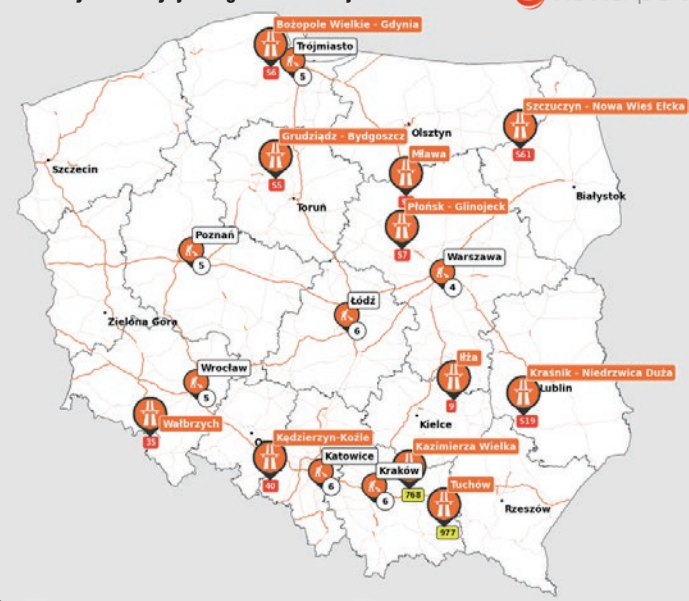 Bożopole Wielkie - Gdynia
S6
Trójmiasto
5
Szczuczyn - Nowa Wieś Ełcka
S61
Grudziądz - Bydgoszcz
S5
Olsztyn
Mława
Szczecin
Białystok
Toruń
Płońsk - Glinojeck
S7
Poznań
5
Warszawa
4
Łódź
6
Zielona Góra
Wrocław
5
Iłża
9
Kraśnik - Niedrzwica Duża
Lublin
S19
Wałbrzych
35
Kielce
Kędzierzyn-Koźle
40
Katowice
6
Kazimierza Wielka
768
Kraków
6
Tuchów
977
Rzeszów